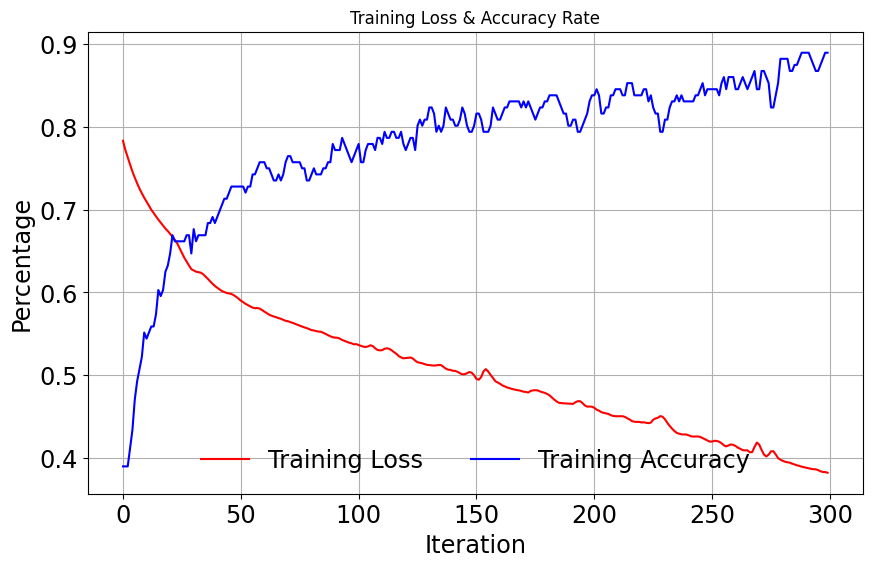 Training Loss & Accuracy Rate
0.9
0.8
0.7
0.6
0.5
0.4
Percentage
Training Loss
Training Accuracy
0 50 100 150 200 250 300
Iteration